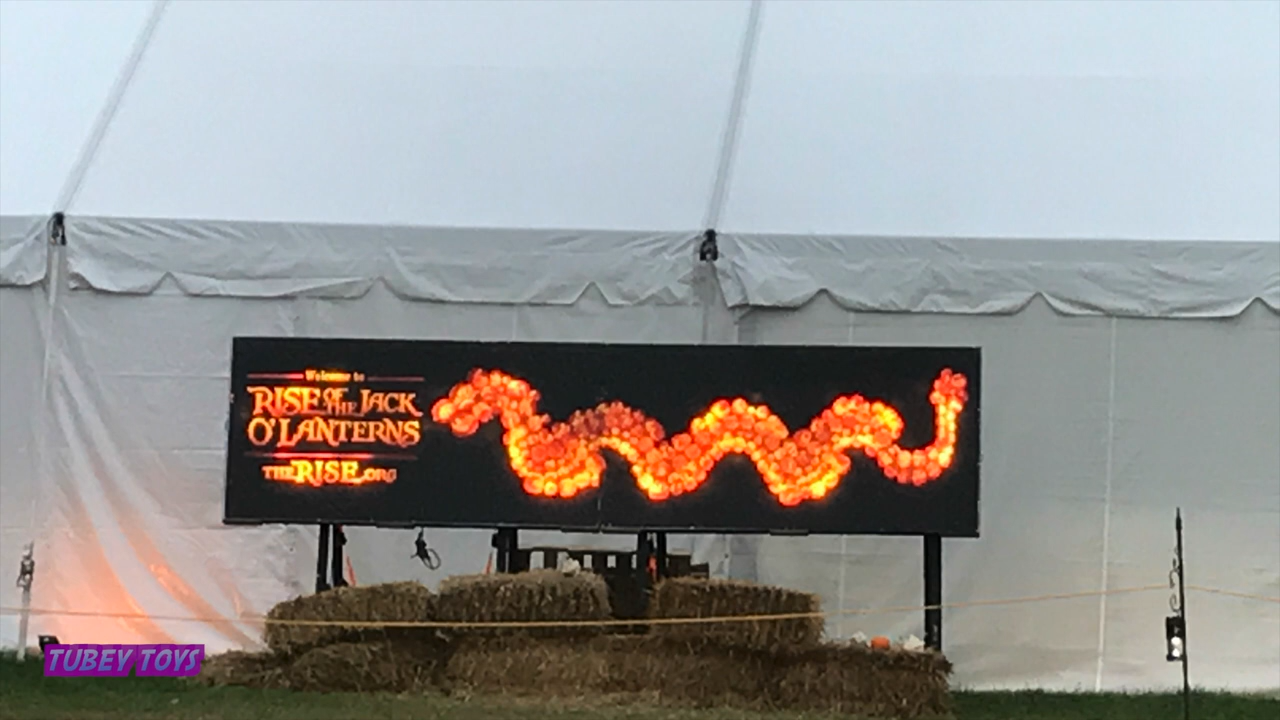 Welcome to
RISE OF THE JACK
O'LANTERNS
THERISE.ORG
TUBEY TOYS